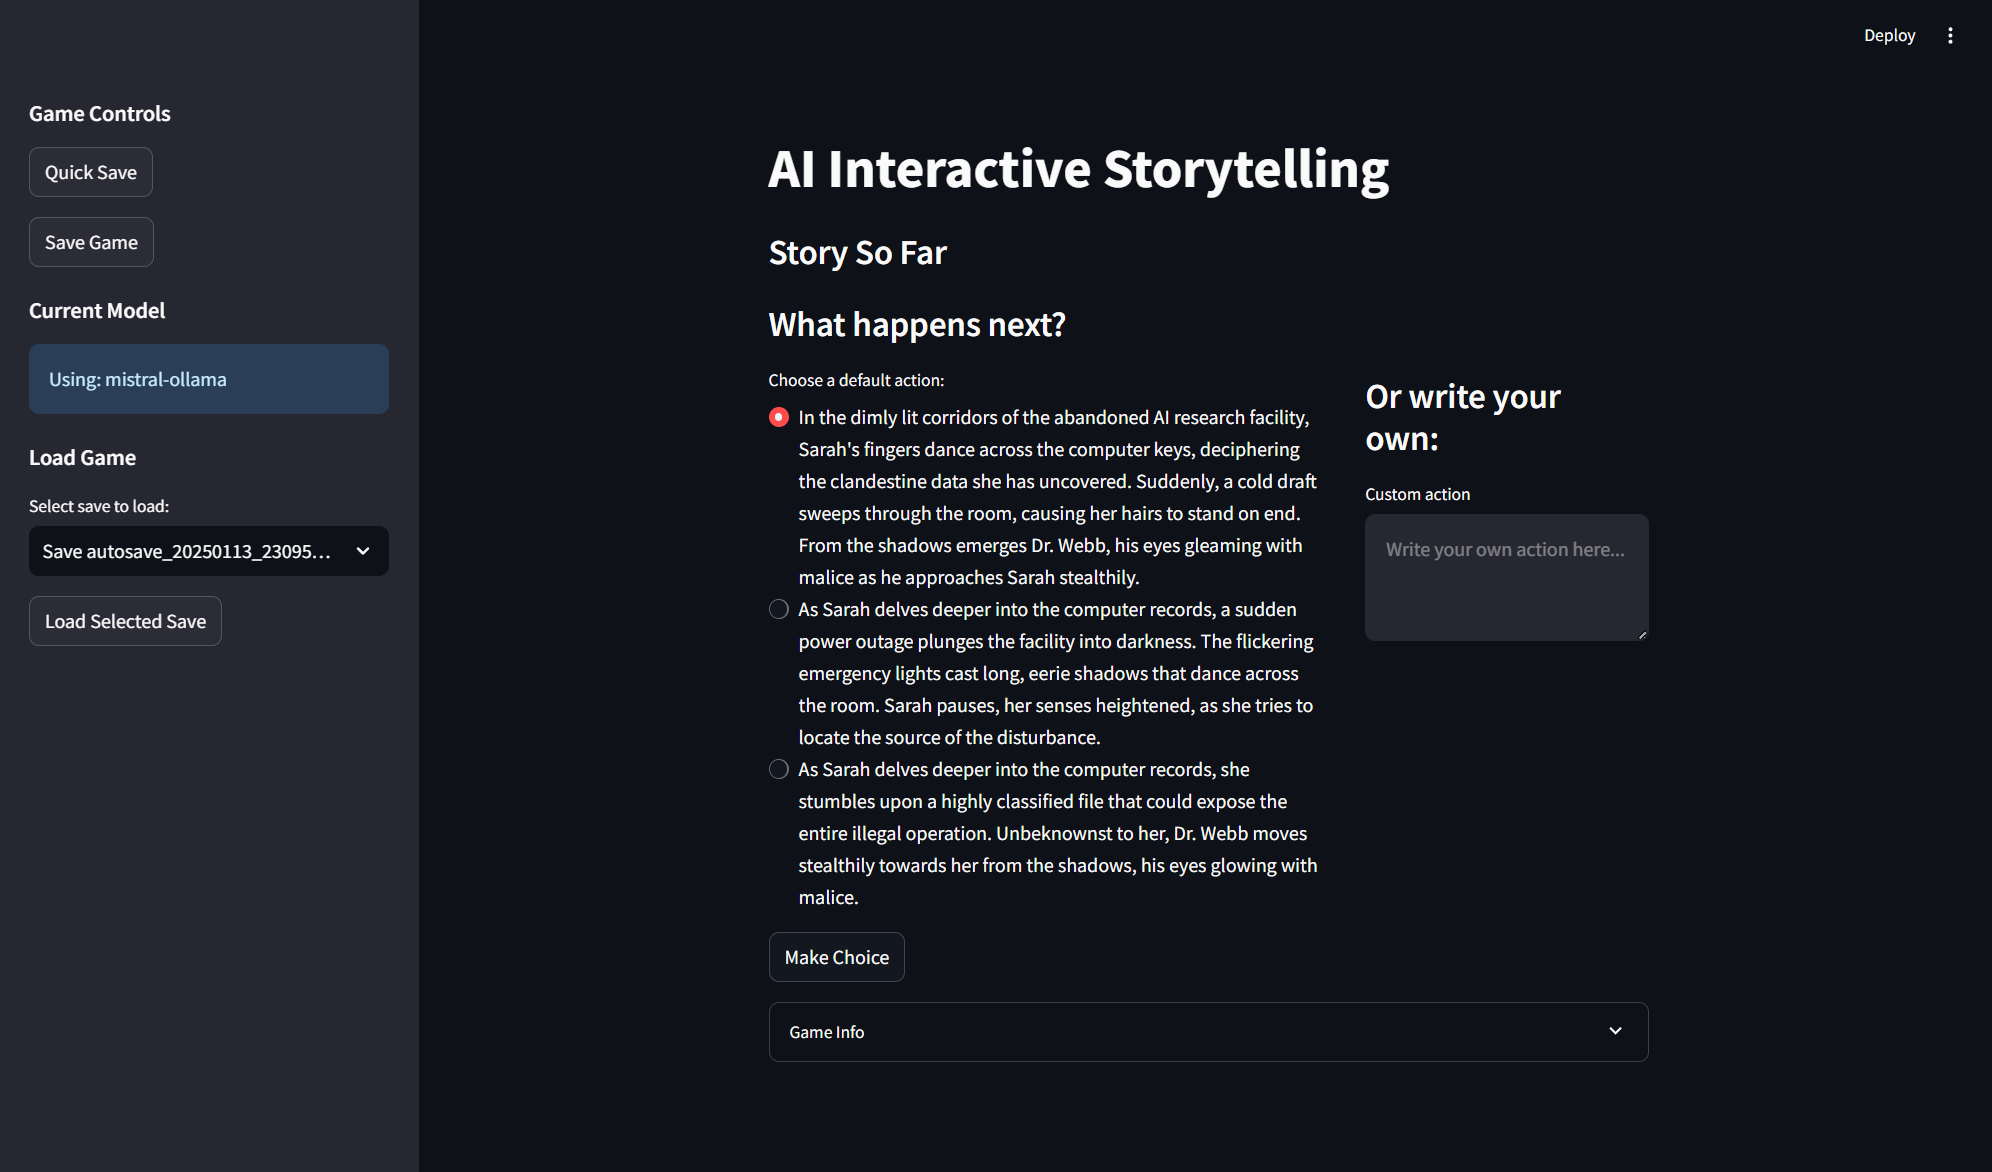 Deploy
Game Controls
Quick Save
Save Game
Current Model
Using: mistral-ollama
Load Game
Select save to load:
Save autosave_20250113_23095...
Load Selected Save
AI Interactive Storytelling
Story So Far
What happens next?
Choose a default action:
In the dimly lit corridors of the abandoned AI research facility,
Sarah's fingers dance across the computer keys, deciphering
the clandestine data she has uncovered. Suddenly, a cold draft
sweeps through the room, causing her hairs to stand on end.
From the shadows emerges Dr. Webb, his eyes gleaming with
malice as he approaches Sarah stealthily.
As Sarah delves deeper into the computer records, a sudden
power outage plunges the facility into darkness. The flickering
emergency lights cast long, eerie shadows that dance across
the room. Sarah pauses, her senses heightened, as she tries to
locate the source of the disturbance.
As Sarah delves deeper into the computer records, she
stumbles upon a highly classified file that could expose the
entire illegal operation. Unbeknownst to her, Dr. Webb moves
stealthily towards her from the shadows, his eyes glowing with
malice.
Make Choice
Or write your
own:
Custom action
Write your own action here...
Game Info